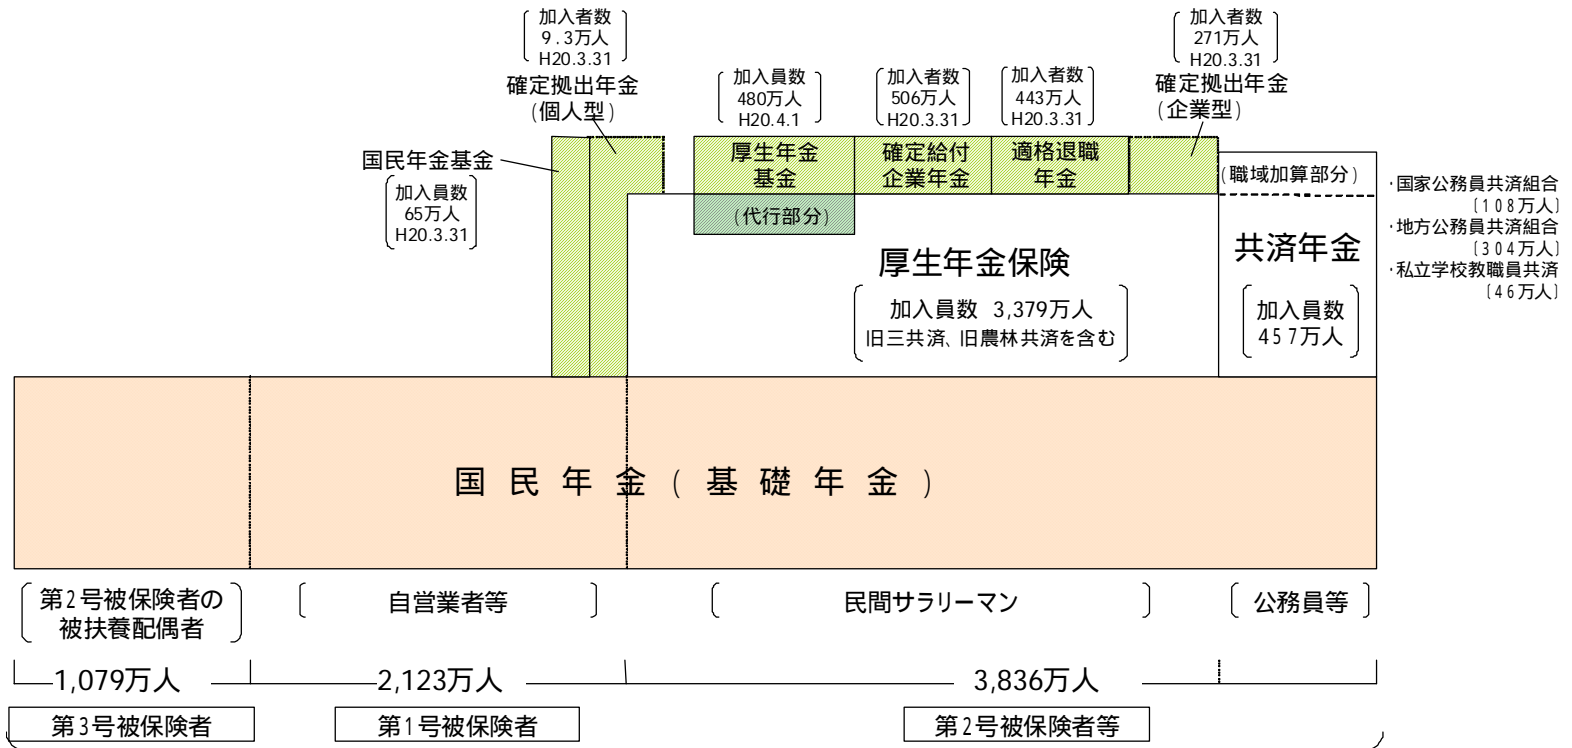 加入者数
9.3万人
H20.3.31
確定拠出年金
(個人型)
加入員数
480万人
H20.4.1
加入者数
506万人
H20.3.31
加入者数
443万人
H20.3.31
加入者数
271万人
H20.3.31
確定拠出年金
(企業型)
国民年金基金
加入員数
65万人
H20.3.31
厚生年金
基金
確定給付
企業年金
適格退職
年金
(職域加算部分)
(代行部分)
厚生年金保険
加入員数 3,379万人
旧三共済、旧農林共済を含む
共済年金
加入員数
457万人
・国家公務員共済組合
〔108万人〕
・地方公務員共済組合
〔304万人〕
・私立学校教職員共済
〔46万人〕
国民年金(基礎年金)
第2号被保険者の
被扶養配偶者
自営業者等
民間サラリーマン
公務員等
1,079万人
2,123万人
3,836万人
第3号被保険者
第1号被保険者
第2号被保険者等